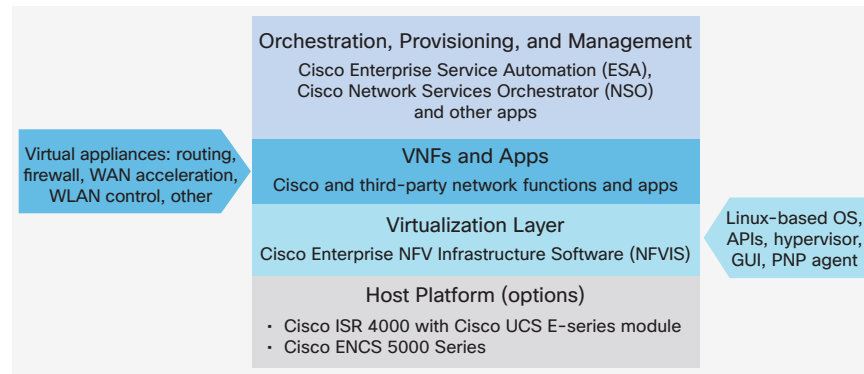 Orchestration, Provisioning, and Management
Cisco Enterprise Service Automation (ESA),
Cisco Network Services Orchestrator (NSO)
and other apps
Virtual appliances: routing,
firewall, WAN acceleration,
WLAN control, other
VNFs and Apps
Cisco and third-party network functions and apps
Virtualization Layer
Cisco Enterprise NFV Infrastructure Software (NFVIS)
Linux-based OS,
APIs, hypervisor,
GUI, PNP agent
Host Platform (options)
• Cisco ISR 4000 with Cisco UCS E-series module
• Cisco ENCS 5000 Series